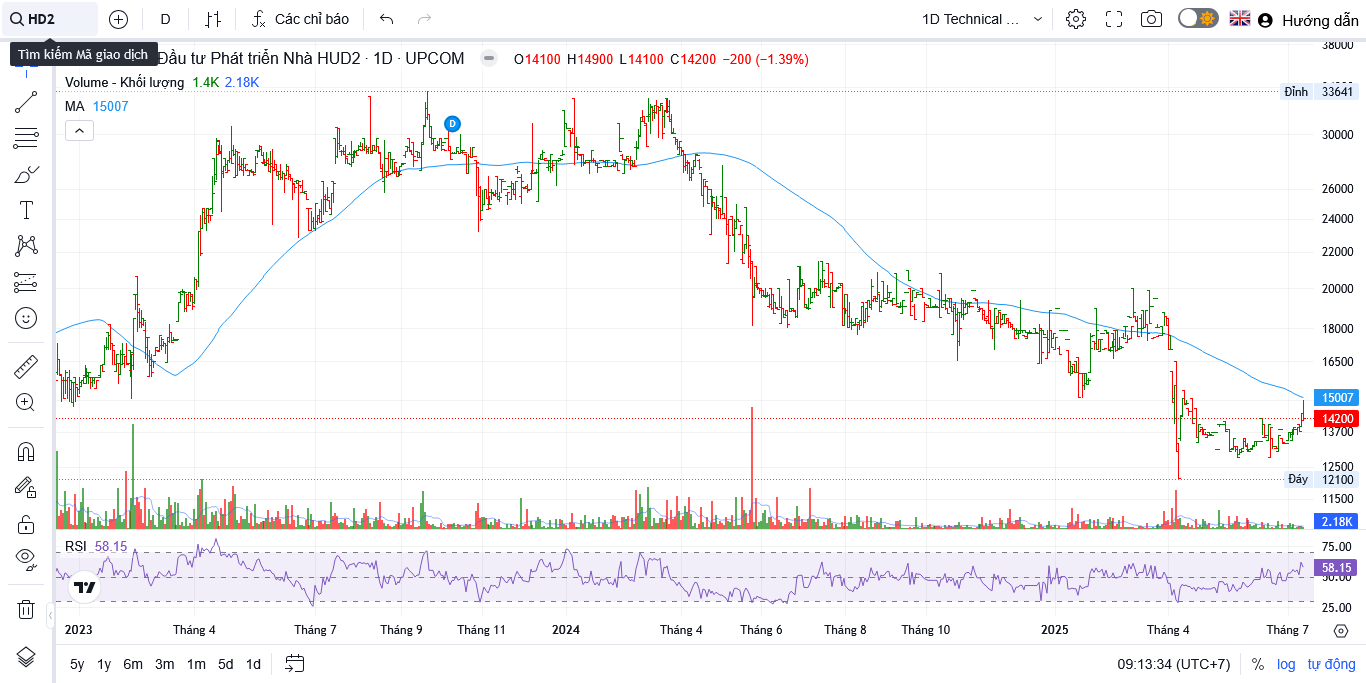 HD2
D
Các chỉ báo
1D Technical ...
Hướng dẫn
Tìm kiếm Mã giao dịch
Đầu tư Phát triển Nhà HUD2 · 1D · UPCOM
O14100 H14900 L14100 C14200 −200 (−1.39%)
Volume - Khối lượng 1.4K 2.18K
MA 15007
D
38000
Đỉnh 33641
30000
26000
24000
22000
20000
18000
16500
15007
14200
13700
12500
Đáy 12100
11500
2.18K
RSI 58.15
75.00
58.15
50.00
25.00
2023 Tháng 4 Tháng 7 Tháng 9 Tháng 11 2024 Tháng 4 Tháng 6 Tháng 8 Tháng 10 2025 Tháng 4 Tháng 7
5y 1y 6m 3m 1m 5d 1d
09:13:34 (UTC+7) % log tự động